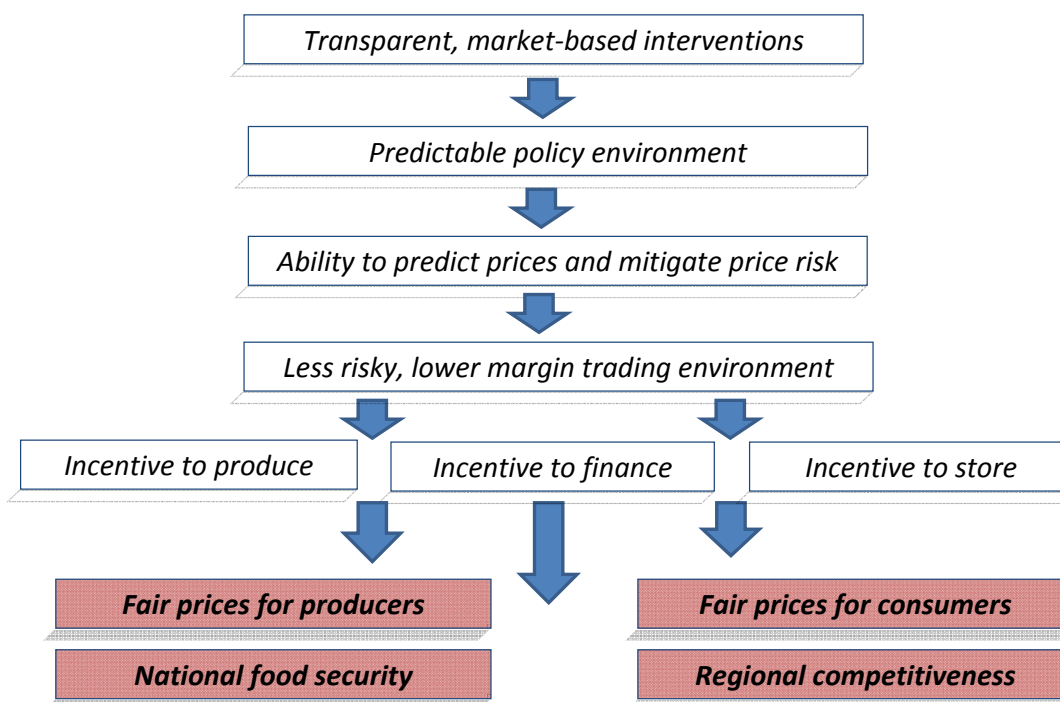 Transparent, market-based interventions
Predictable policy environment
Ability to predict prices and mitigate price risk
Less risky, lower margin trading environment
Incentive to produce
Incentive to finance
Incentive to store
Fair prices for producers
Fair prices for consumers
National food security
Regional competitiveness